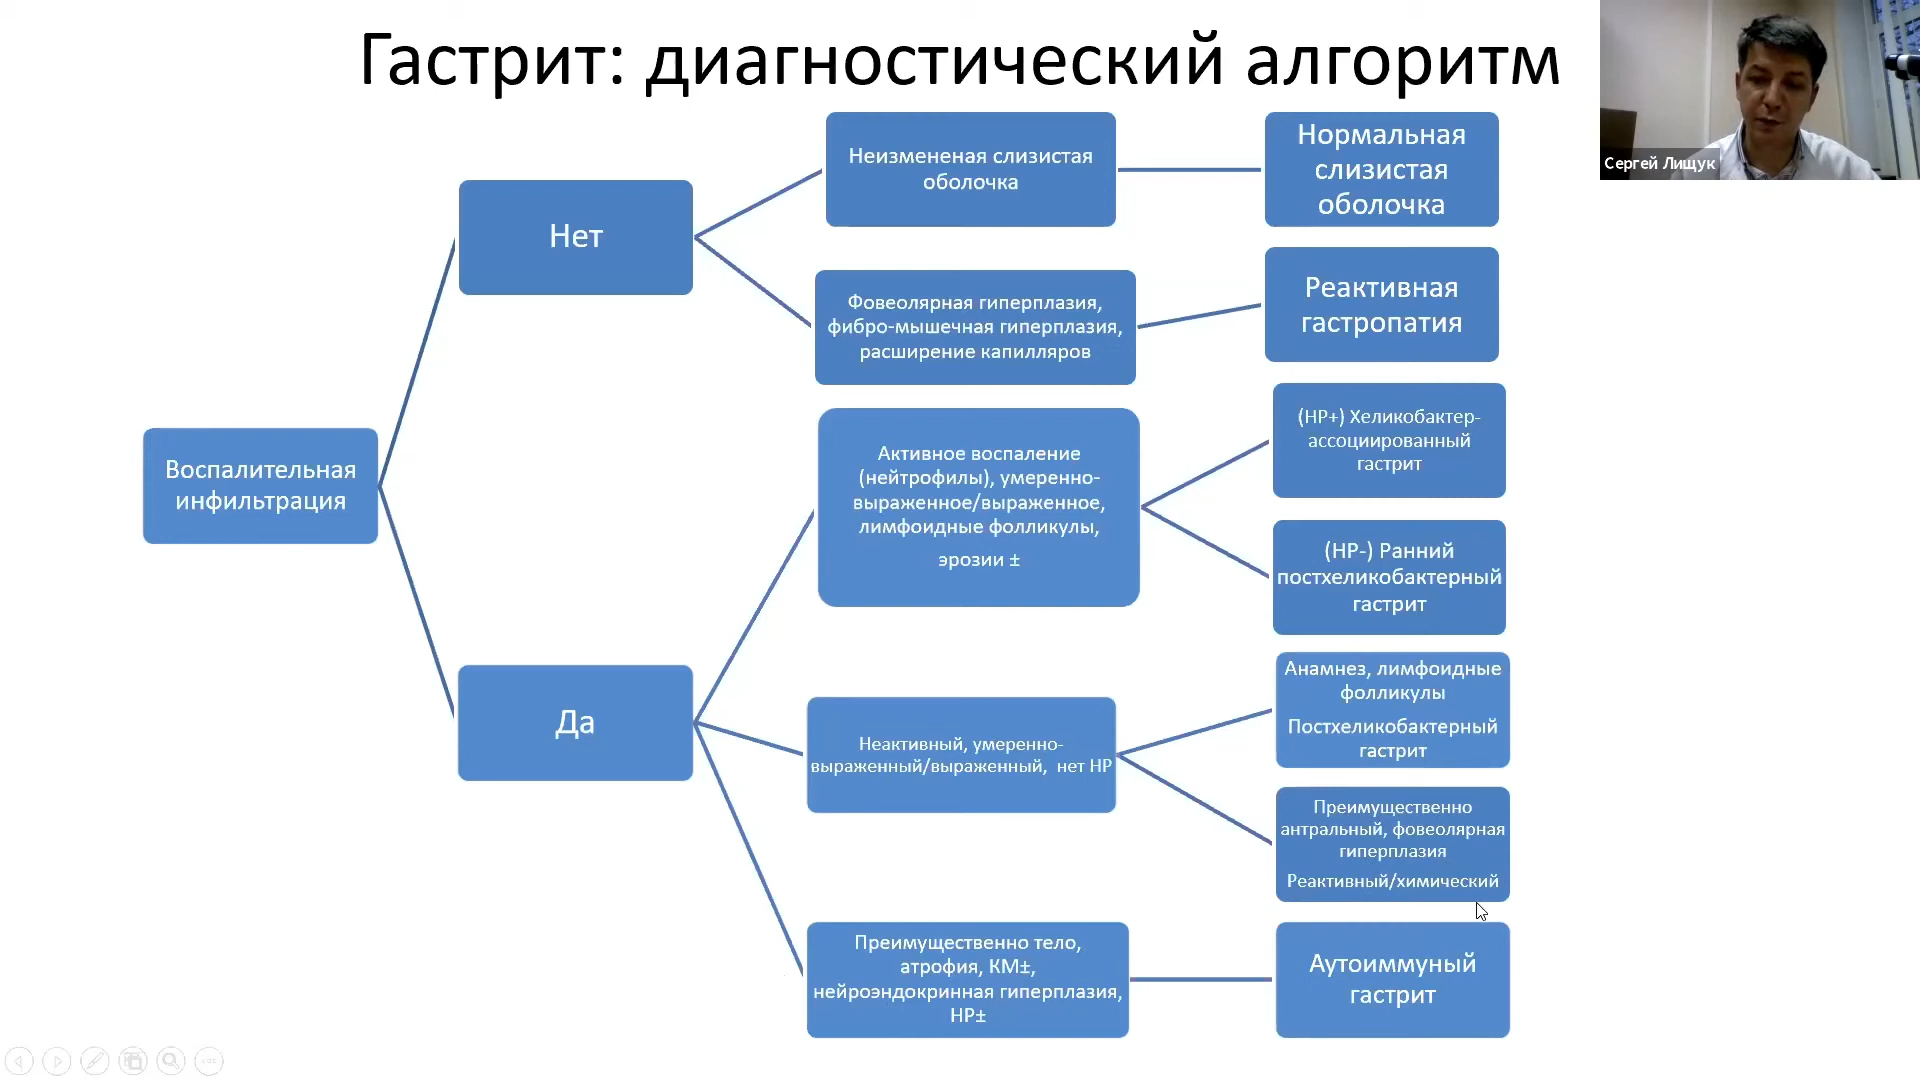 Гастрит: диагностический алгоритм
Сергей Лищук
Воспалительная
инфильтрация
Нет
Неизмененая слизистая
оболочка
Нормальная
слизистая
оболочка
Фовеолярная гиперплазия,
фибро-мышечная гиперплазия,
расширение капилляров
Реактивная
гастропатия
Да
Активное воспаление
(нейтрофилы), умеренно-
выраженное/выраженное,
лимфоидные фолликулы,
эрозии ±
(HP+) Хеликобактер-
ассоциированный
гастрит
(HP-) Ранний
постхеликобактерный
гастрит
Неактивный, умеренно-
выраженный/выраженный, нет HP
Анамнез, лимфоидные
фолликулы
Постхеликобактерный
гастрит
Преимущественно
антральный, фовеолярная
гиперплазия
Реактивный/химический
Преимущественно тело,
атрофия, КМ±,
нейроэндокринная гиперплазия,
HP±
Аутоиммуный
гастрит